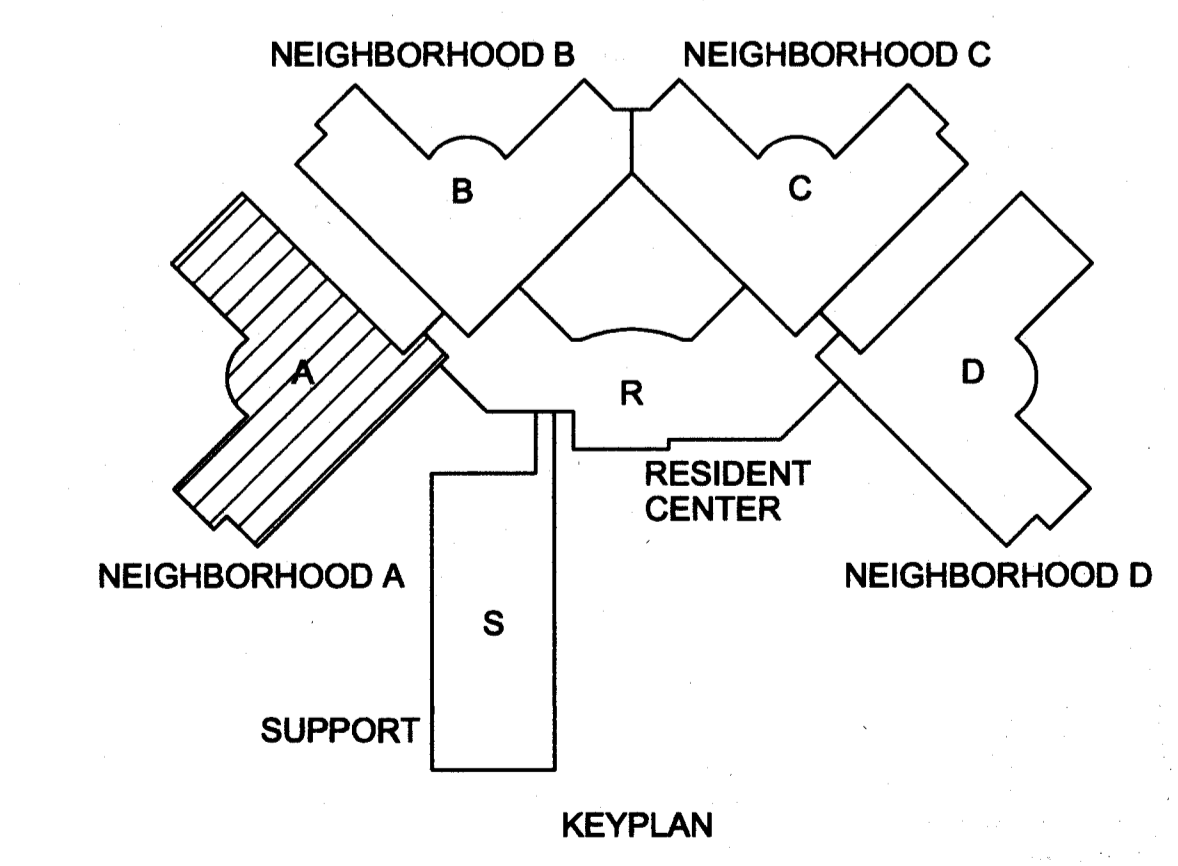 NEIGHBORHOOD B
NEIGHBORHOOD C
B
C
A
R
D
RESIDENT
CENTER
NEIGHBORHOOD A
NEIGHBORHOOD D
S
SUPPORT
KEYPLAN